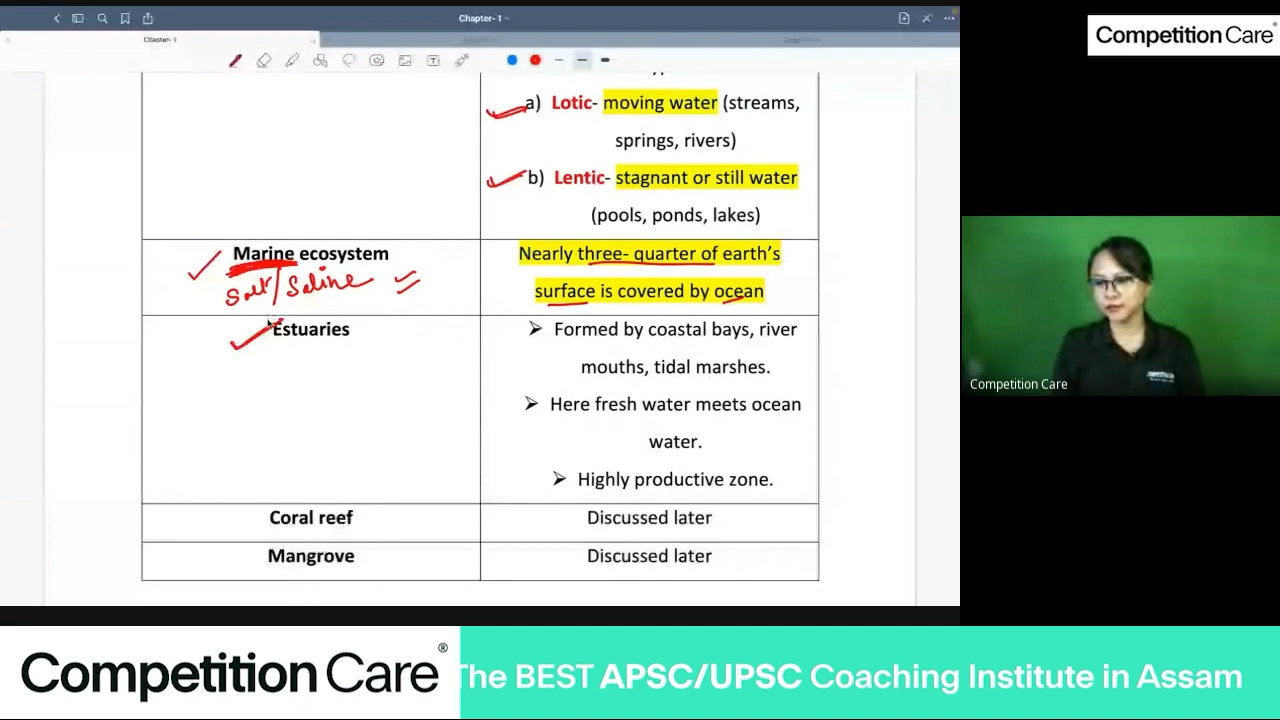 Chapter- 1
Competition Care
Chapter- 1
a) Lotic- moving water (streams,
springs, rivers)
b) Lentic- stagnant or still water
(pools, ponds, lakes)
Marine ecosystem
Salt/Saline
Nearly three- quarter of earth's
surface is covered by ocean
Estuaries
➢ Formed by coastal bays, river
mouths, tidal marshes.
➢ Here fresh water meets ocean
water.
➢ Highly productive zone.
Coral reef
Discussed later
Mangrove
Discussed later
Competition Care
Competition Care®
The BEST APSC/UPSC Coaching Institute in Assam